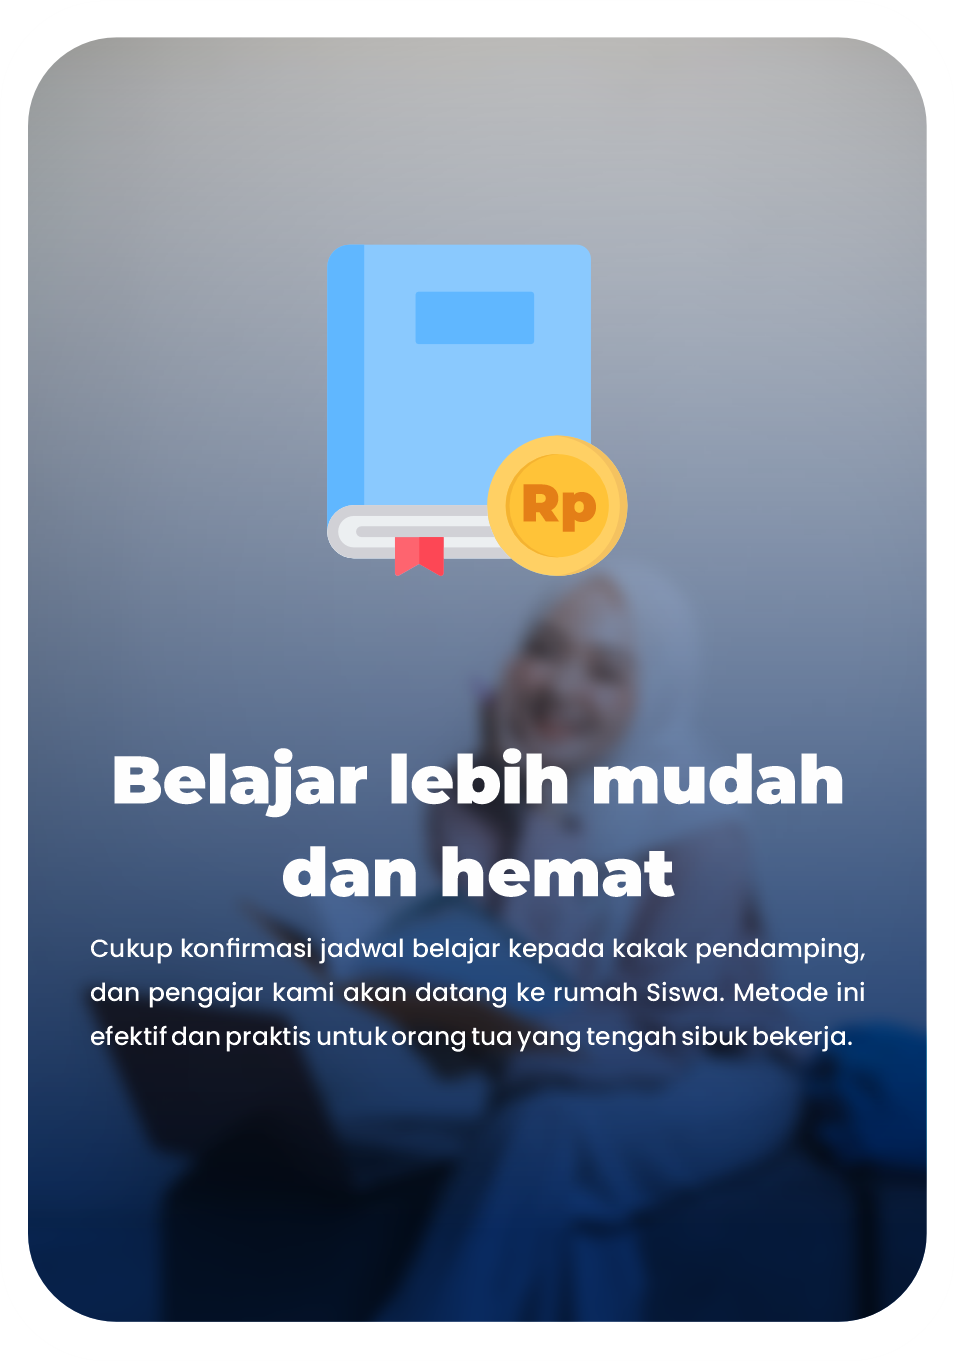 Rp
Belajar lebih mudah
dan hemat
Cukup konfirmasi jadwal belajar kepada kakak pendamping,
dan pengajar kami akan datang ke rumah Siswa. Metode ini
efektif dan praktis untuk orang tua yang tengah sibuk bekerja.